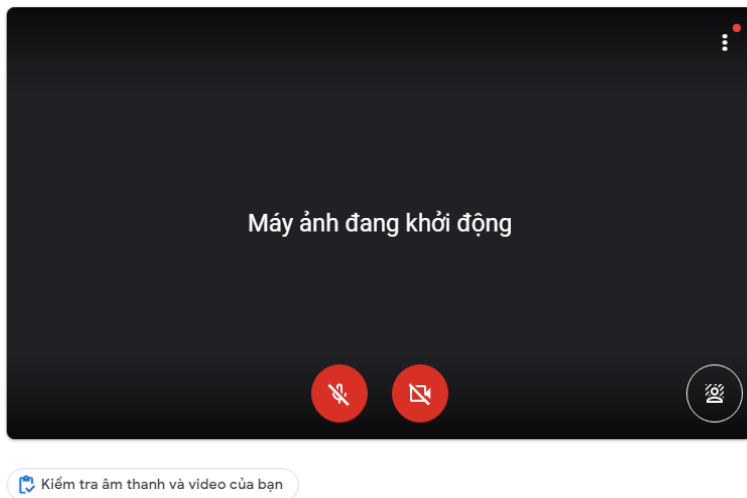 Máy ảnh đang khởi động
Kiểm tra âm thanh và video của bạn